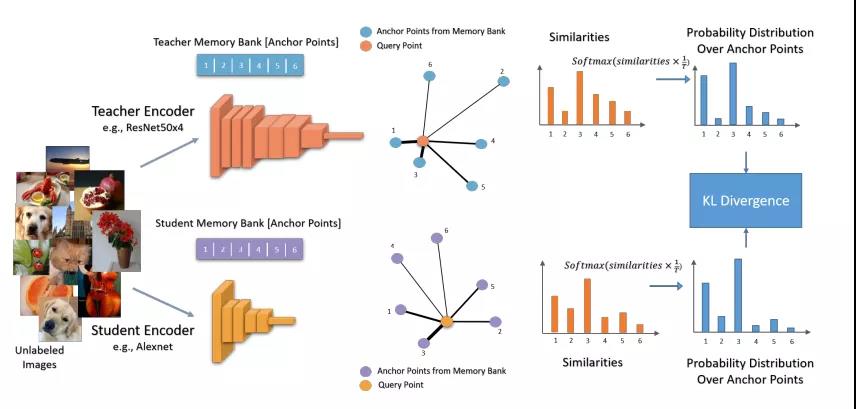 Teacher Memory Bank [Anchor Points]
1 2 3 4 5 6
Teacher Encoder
e.g., ResNet50x4
Anchor Points from Memory Bank
Query Point
6
2
1
4
3
5
Similarities
Softmax(similarities × 1/T)
1 2 3 4 5 6
Probability Distribution
Over Anchor Points
1 2 3 4 5 6
KL Divergence
Unlabeled
Images
Student Memory Bank [Anchor Points]
1 2 3 4 5 6
Student Encoder
e.g., Alexnet
6
4
5
1
2
3
Anchor Points from Memory Bank
Query Point
Softmax(similarities × 1/T)
1 2 3 4 5 6
Similarities
1 2 3 4 5 6
Probability Distribution
Over Anchor Points